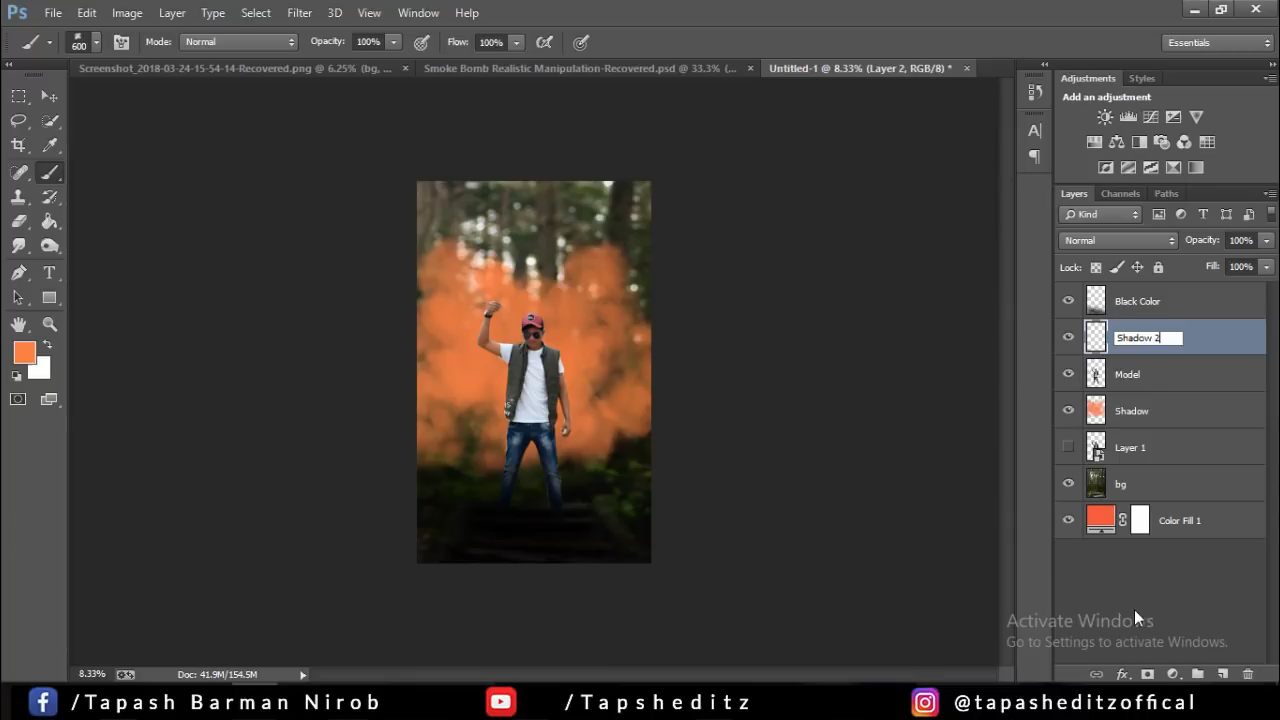 Ps File Edit Image Layer Type Select Filter 3D View Window Help
600 Mode: Normal Opacity: 100% Flow: 100% Essentials
Screenshot_2018-03-24-15-54-14-Recovered.png @ 6.25% (bg, ... × Smoke Bomb Realistic Manipulation-Recovered.psd @ 33.3% (... × Untitled-1 @ 8.33% (Layer 2, RGB/8) * ×
Adjustments Styles
Add an adjustment
Layers Channels Paths
Kind
Normal Opacity: 100%
Lock: Fill: 100%
Black Color
Shadow 2
Model
Shadow
Layer 1
bg
Color Fill 1
Activate Windows
Go to Settings to activate Windows.
8.33% Doc: 41.9M/154.5M
/Tapash Barman Nirob /Tapsheditz @tapasheditzoffical